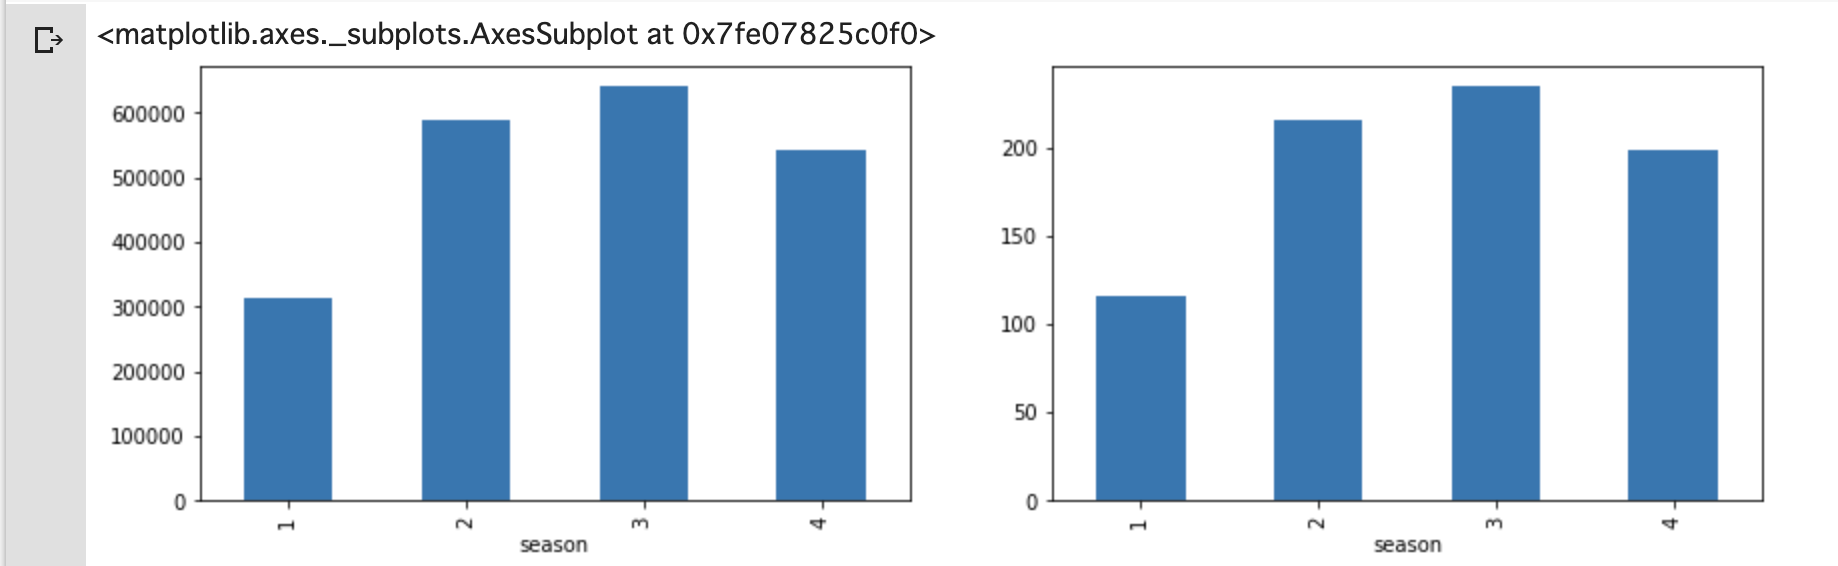 <matplotlib.axes._subplots.AxesSubplot at 0x7fe07825c0f0>
600000
500000
400000
300000
200000
100000
0
1 2 3 4
season
200
150
100
50
0
1 2 3 4
season